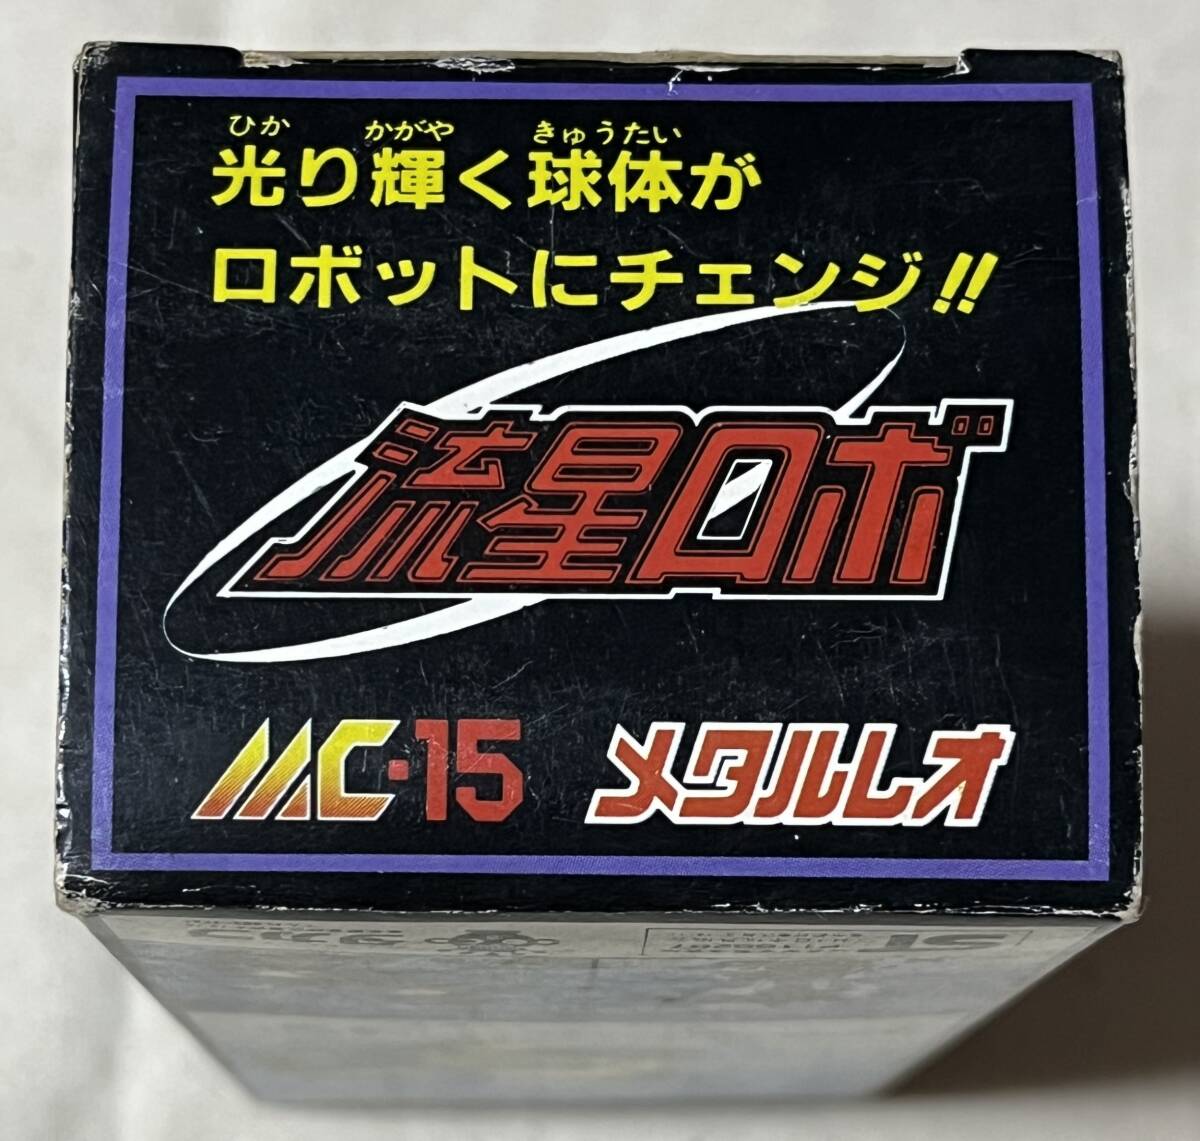 ひか かがや きゅうたい
光り輝く球体が
ロボットにチェンジ!!
流星ロボ
MC-15 メタルレオ